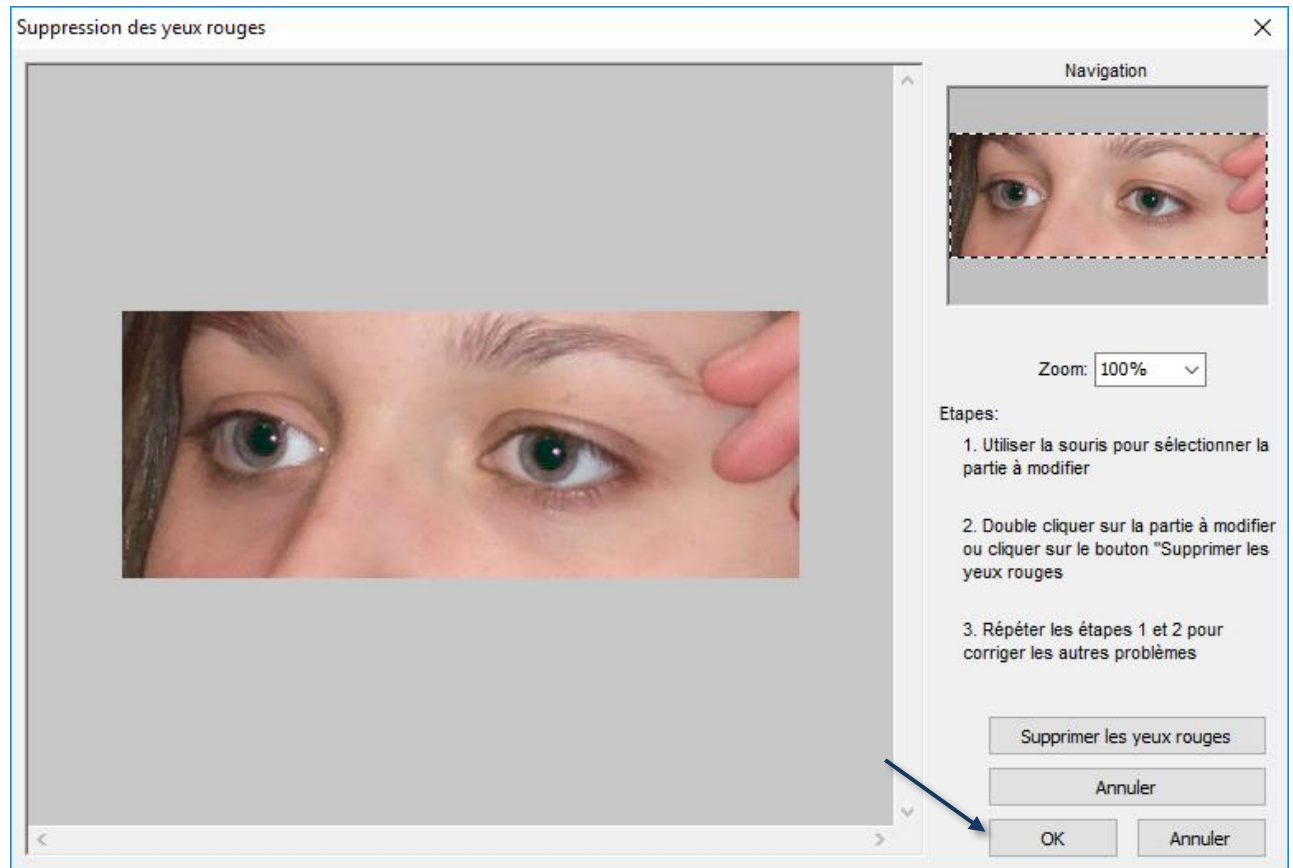 Suppression des yeux rouges
Navigation
Zoom: 100%
Etapes:
1. Utiliser la souris pour sélectionner la
partie à modifier
2. Double cliquer sur la partie à modifier
ou cliquer sur le bouton "Supprimer les
yeux rouges
3. Répéter les étapes 1 et 2 pour
corriger les autres problèmes
Supprimer les yeux rouges
Annuler
OK Annuler